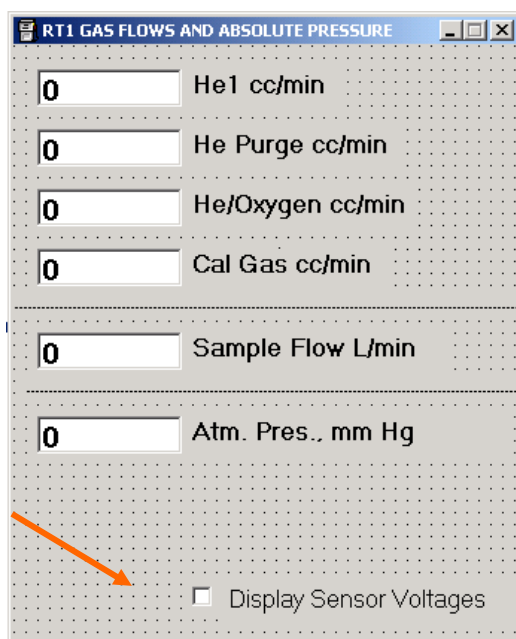 RT1 GAS FLOWS AND ABSOLUTE PRESSURE
0 He1 cc/min
0 He Purge cc/min
0 He/Oxygen cc/min
0 Cal Gas cc/min
0 Sample Flow L/min
0 Atm. Pres., mm Hg
Display Sensor Voltages